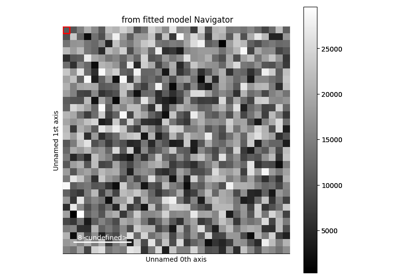 from fitted model Navigator
25000
20000
15000
10000
5000
Unnamed 1st axis
<undefined>
Unnamed 0th axis